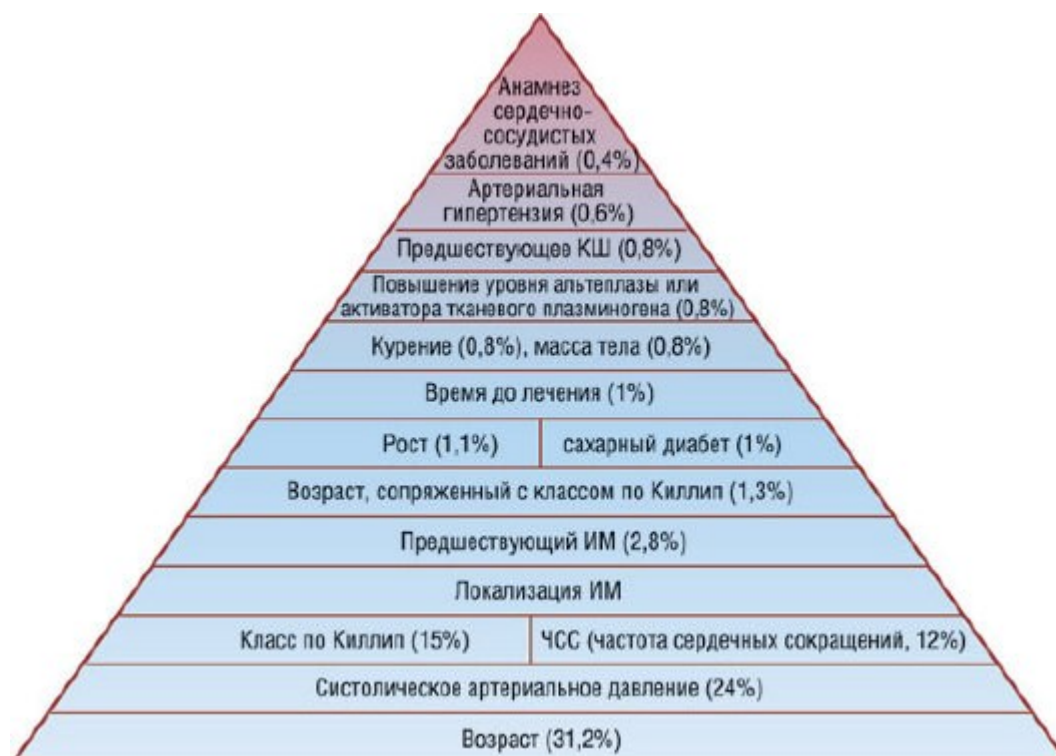 Анамнез
сердечно-
сосудистых
заболеваний (0,4%)
Артериальная
гипертензия (0,6%)
Предшествующее КШ (0,8%)
Повышение уровня альтеплазы или
активатора тканевого плазминогена (0,8%)
Курение (0,8%), масса тела (0,8%)
Время до лечения (1%)
Рост (1,1%)
сахарный диабет (1%)
Возраст, сопряженный с классом по Киллип (1,3%)
Предшествующий ИМ (2,8%)
Локализация ИМ
Класс по Киллип (15%)
ЧСС (частота сердечных сокращений, 12%)
Систолическое артериальное давление (24%)
Возраст (31,2%)